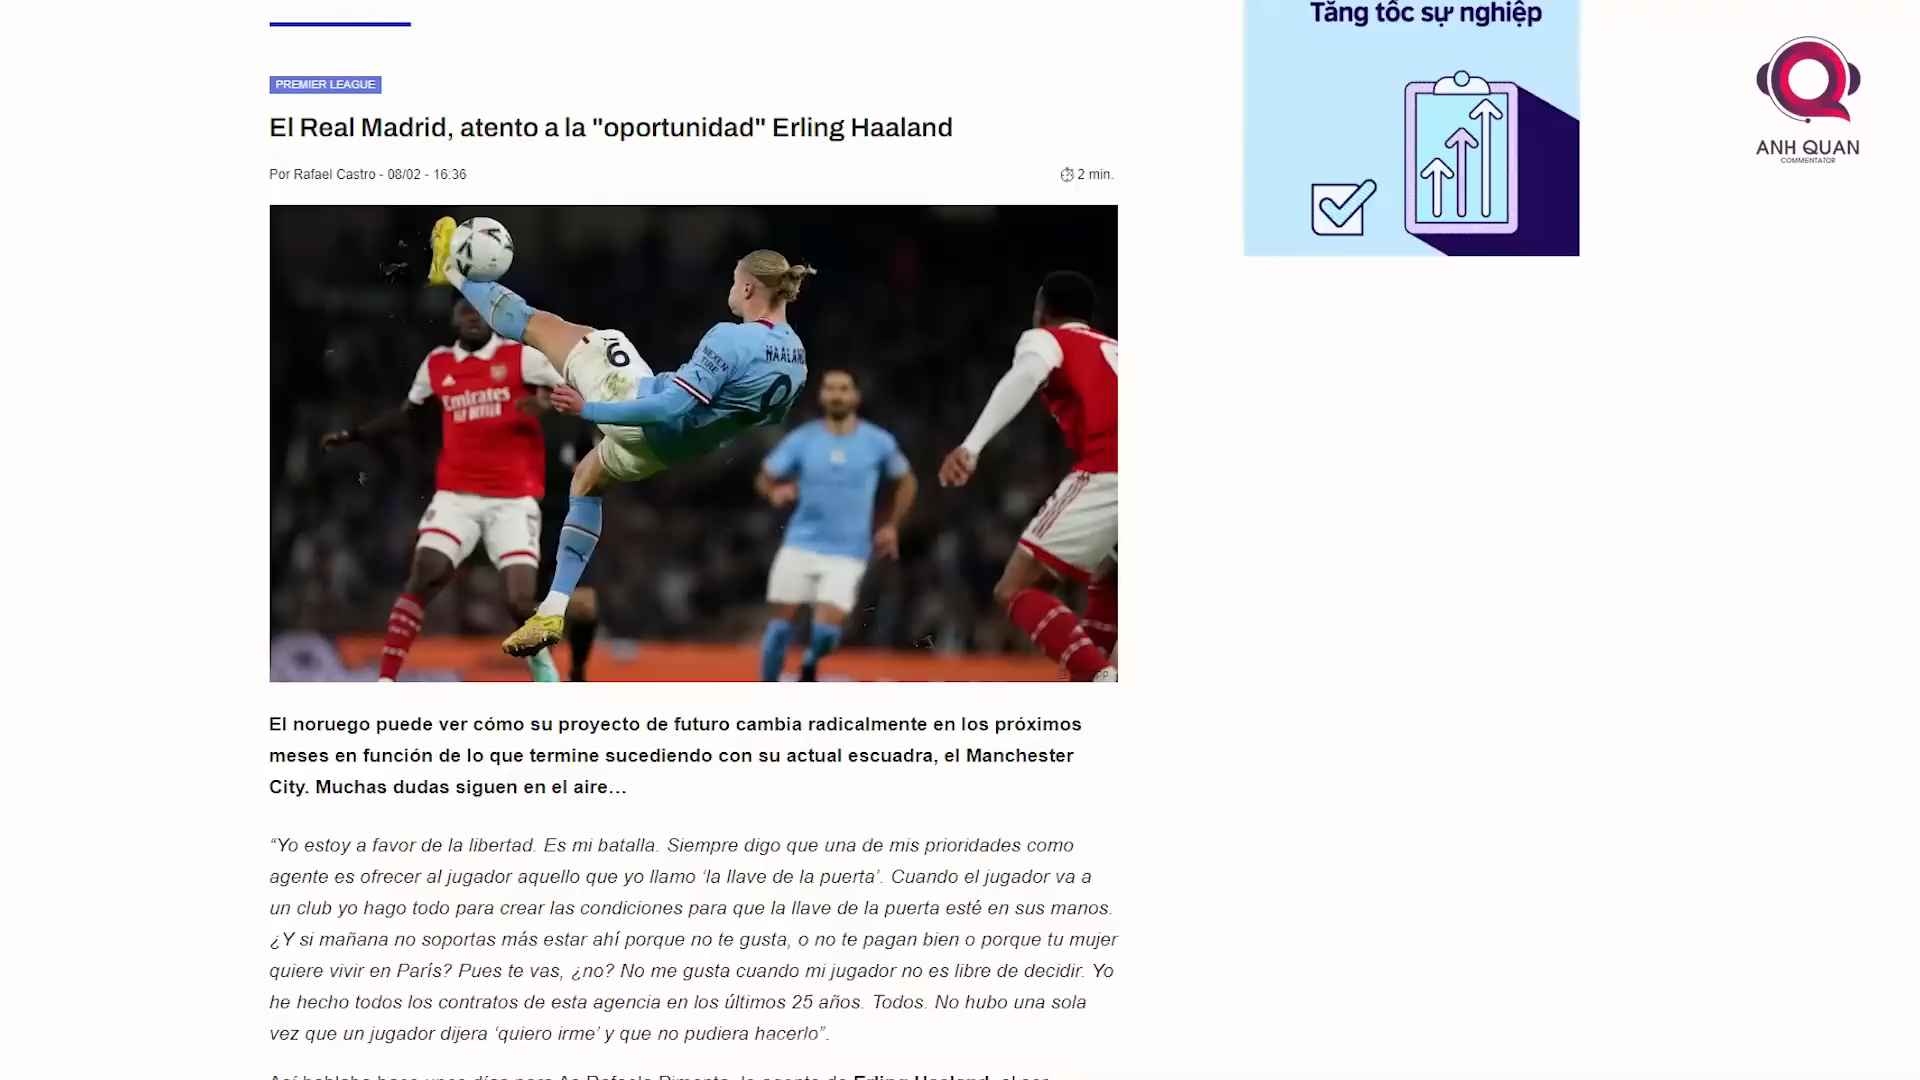 Tăng tốc sự nghiệp
ANH QUAN
COMMENTATOR
PREMIER LEAGUE
El Real Madrid, atento a la "oportunidad" Erling Haaland
Por Rafael Castro - 08/02 - 16:36
2 min.
NEXEN
TIRE
HAALAND
9
9
Emirates
El noruego puede ver cómo su proyecto de futuro cambia radicalmente en los próximos
meses en función de lo que termine sucediendo con su actual escuadra, el Manchester
City. Muchas dudas siguen en el aire…
“Yo estoy a favor de la libertad. Es mi batalla. Siempre digo que una de mis prioridades como
agente es ofrecer al jugador aquello que yo llamo ‘la llave de la puerta’. Cuando el jugador va a
un club yo hago todo para crear las condiciones para que la llave de la puerta esté en sus manos.
¿Y si mañana no soportas más estar ahí porque no te gusta, o no te pagan bien o porque tu mujer
quiere vivir en París? Pues te vas, ¿no? No me gusta cuando mi jugador no es libre de decidir. Yo
he hecho todos los contratos de esta agencia en los últimos 25 años. Todos. No hubo una sola
vez que un jugador dijera ‘quiero irme’ y que no pudiera hacerlo”.